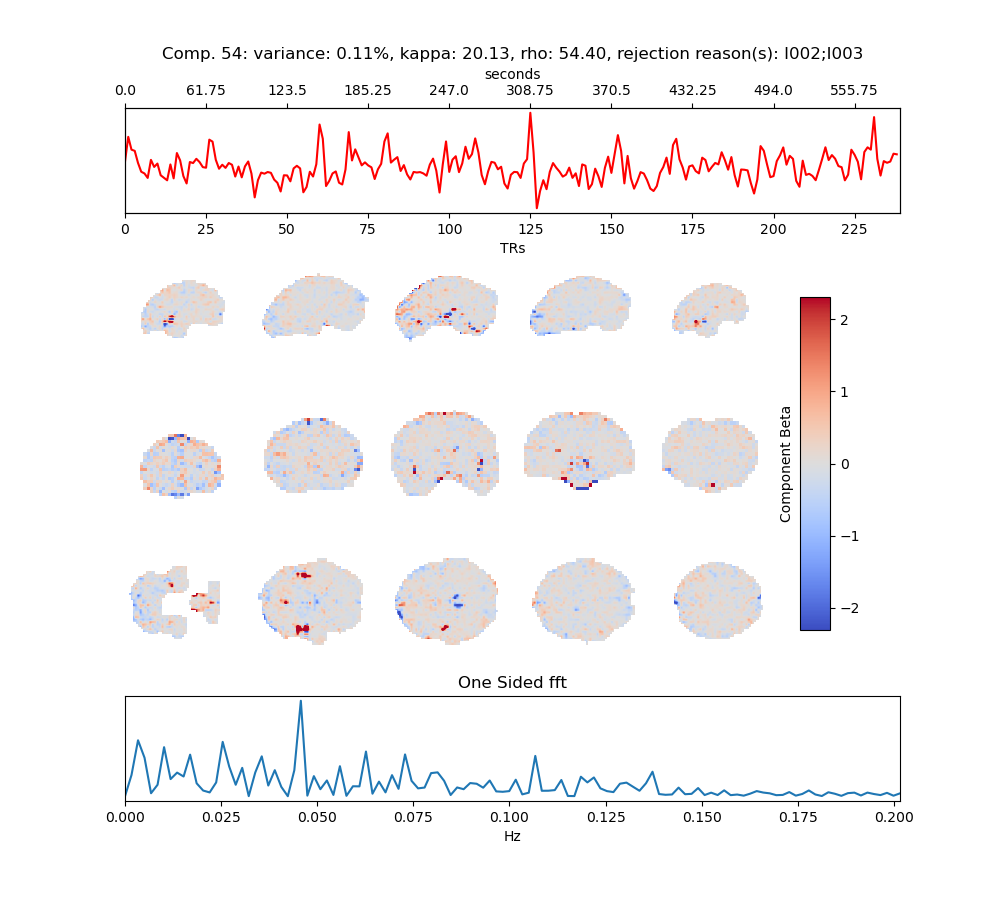 Comp. 54: variance: 0.11%, kappa: 20.13, rho: 54.40, rejection reason(s): I002;I003
seconds
0.0 61.75 123.5 185.25 247.0 308.75 370.5 432.25 494.0 555.75
0 25 50 75 100 125 150 175 200 225
TRs
2
1
0
−1
−2
Component Beta
One Sided fft
0.000 0.025 0.050 0.075 0.100 0.125 0.150 0.175 0.200
Hz